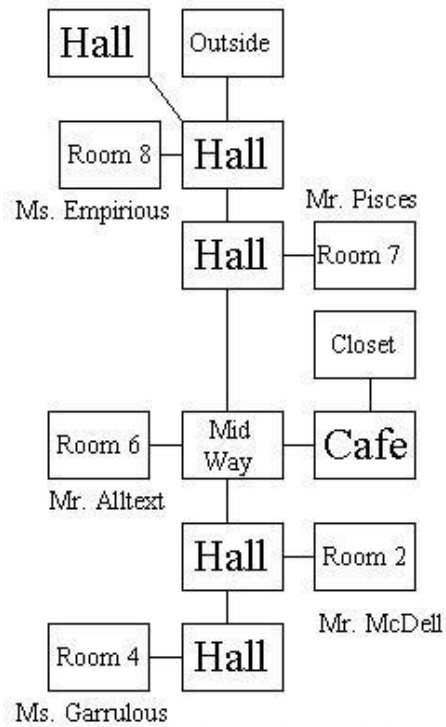 Hall
Outside
Room 8
Hall
Ms. Empirious
Mr. Pisces
Hall
Room 7
Closet
Room 6
Mid
Way
Cafe
Mr. Alltext
Hall
Room 2
Mr. McDell
Room 4
Hall
Ms. Garrulous